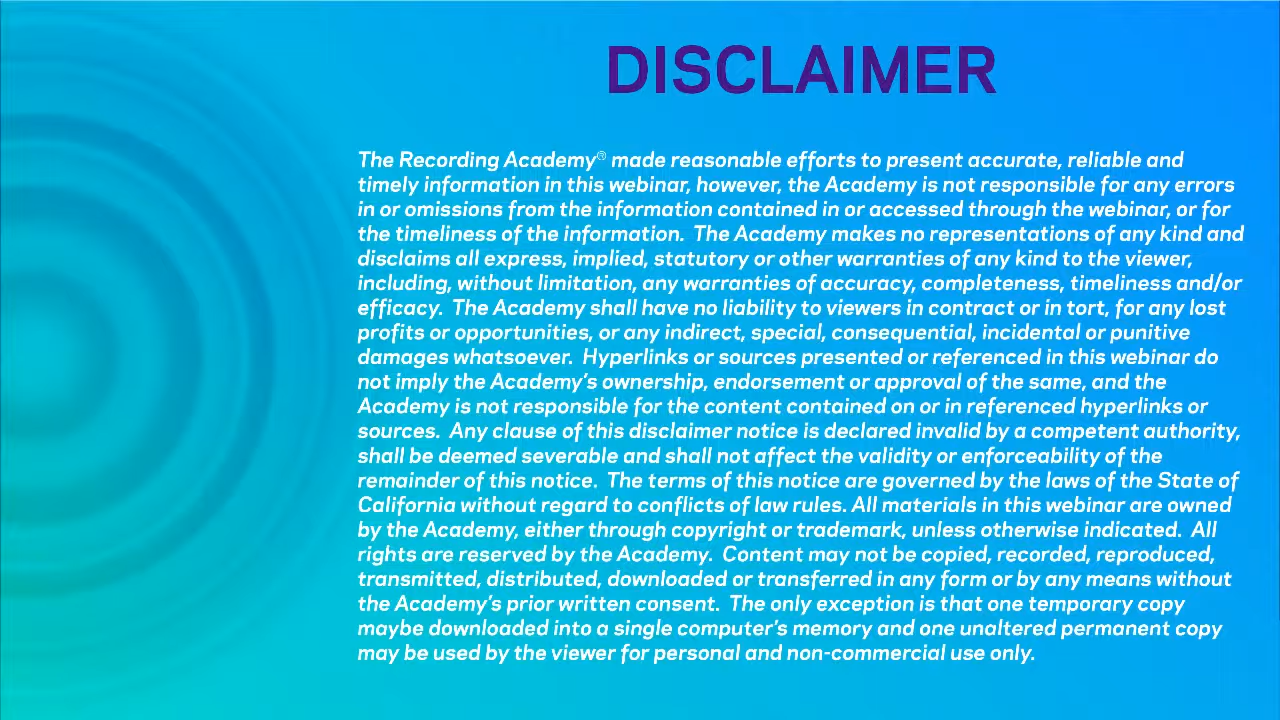 DISCLAIMER
The Recording Academy® made reasonable efforts to present accurate, reliable and
timely information in this webinar, however, the Academy is not responsible for any errors
in or omissions from the information contained in or accessed through the webinar, or for
the timeliness of the information.  The Academy makes no representations of any kind and
disclaims all express, implied, statutory or other warranties of any kind to the viewer,
including, without limitation, any warranties of accuracy, completeness, timeliness and/or
efficacy.  The Academy shall have no liability to viewers in contract or in tort, for any lost
profits or opportunities, or any indirect, special, consequential, incidental or punitive
damages whatsoever.  Hyperlinks or sources presented or referenced in this webinar do
not imply the Academy's ownership, endorsement or approval of the same, and the
Academy is not responsible for the content contained on or in referenced hyperlinks or
sources.  Any clause of this disclaimer notice is declared invalid by a competent authority,
shall be deemed severable and shall not affect the validity or enforceability of the
remainder of this notice.  The terms of this notice are governed by the laws of the State of
California without regard to conflicts of law rules. All materials in this webinar are owned
by the Academy, either through copyright or trademark, unless otherwise indicated.  All
rights are reserved by the Academy.  Content may not be copied, recorded, reproduced,
transmitted, distributed, downloaded or transferred in any form or by any means without
the Academy's prior written consent.  The only exception is that one temporary copy
maybe downloaded into a single computer's memory and one unaltered permanent copy
may be used by the viewer for personal and non-commercial use only.